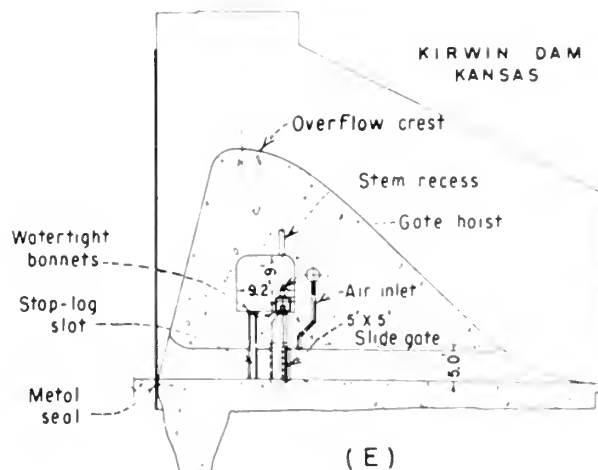 KIRWIN DAM
KANSAS
Overflow crest
Stem recess
Gate hoist
Watertight
bonnets
9'
9.2'
Air inlet
Stop-log
slot
5' X 5'
Slide gate
5.0'
Metal
seal
(E)